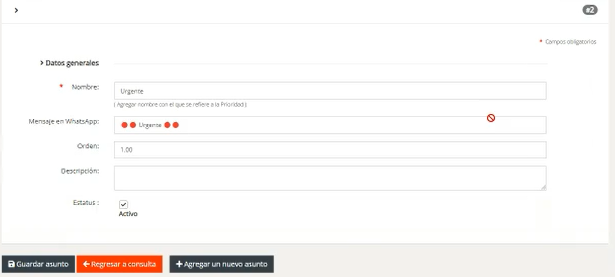 #2
* Campos obligatorios
Datos generales
* Nombre: Urgente
( Agregar nombre con el que se refiere a la Prioridad)
Mensaje en WhatsApp: 🔴🔴 Urgente 🔴🔴
Orden: 1.00
Descripción:
Estatus :
Activo
Guardar asunto Regresar a consulta Agregar un nuevo asunto